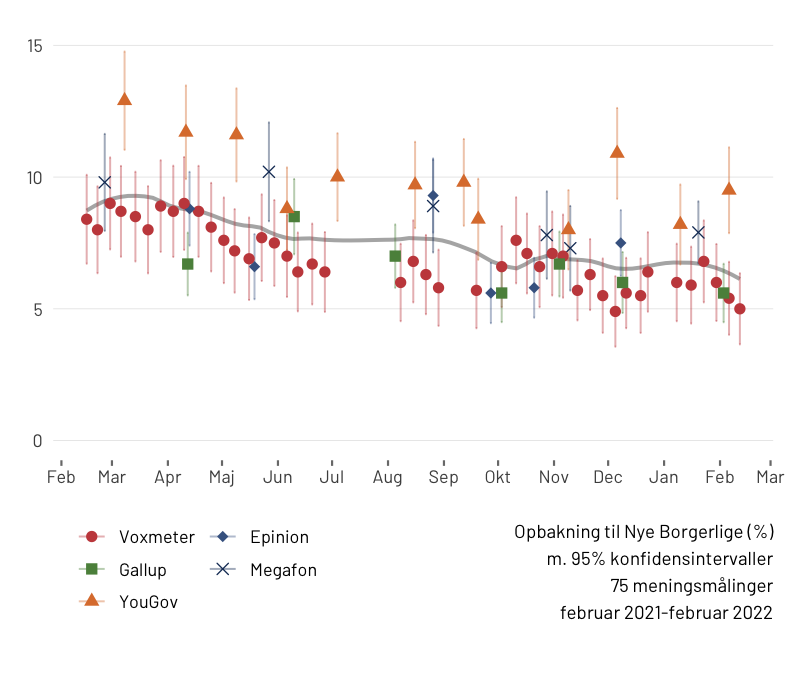 15
10
5
0
Feb Mar Apr Maj Jun Jul Aug Sep Okt Nov Dec Jan Feb Mar
Voxmeter Epinion
Gallup Megafon
YouGov
Opbakning til Nye Borgerlige (%)
m. 95% konfidensintervaller
75 meningsmålinger
februar 2021-februar 2022